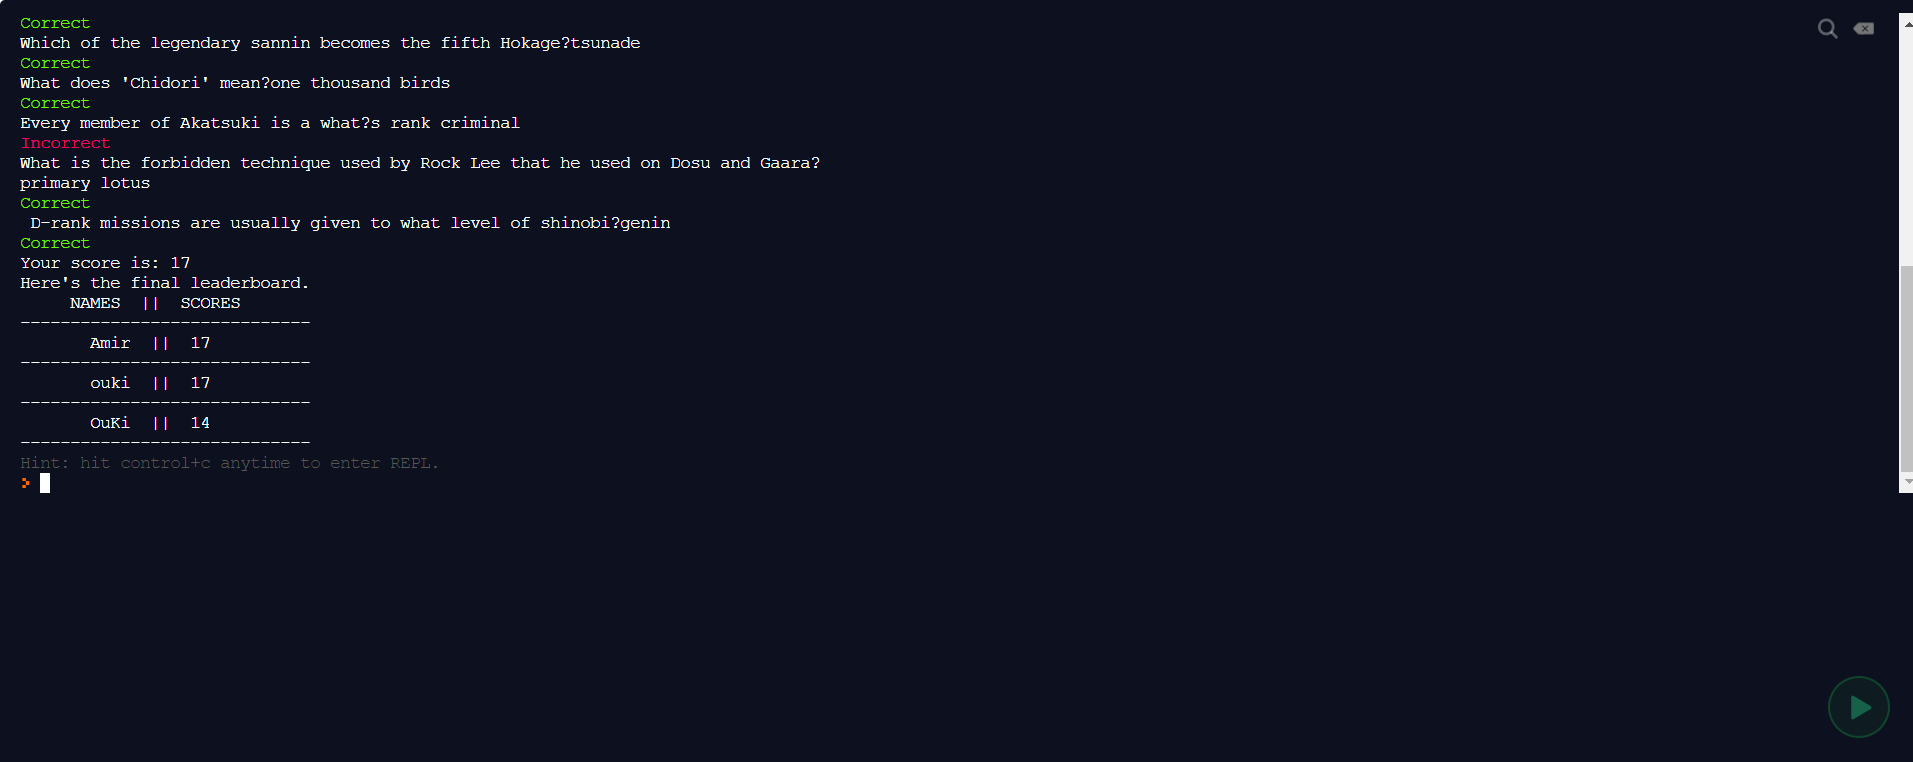 Correct
Which of the legendary sannin becomes the fifth Hokage?tsunade
Correct
What does 'Chidori' mean?one thousand birds
Correct
Every member of Akatsuki is a what?s rank criminal
Incorrect
What is the forbidden technique used by Rock Lee that he used on Dosu and Gaara?
primary lotus
Correct
D-rank missions are usually given to what level of shinobi?genin
Correct
Your score is: 17
Here's the final leaderboard.
NAMES || SCORES
-----------------------------
Amir || 17
-----------------------------
ouki || 17
-----------------------------
OuKi || 14
-----------------------------
Hint: hit control+c anytime to enter REPL.
>